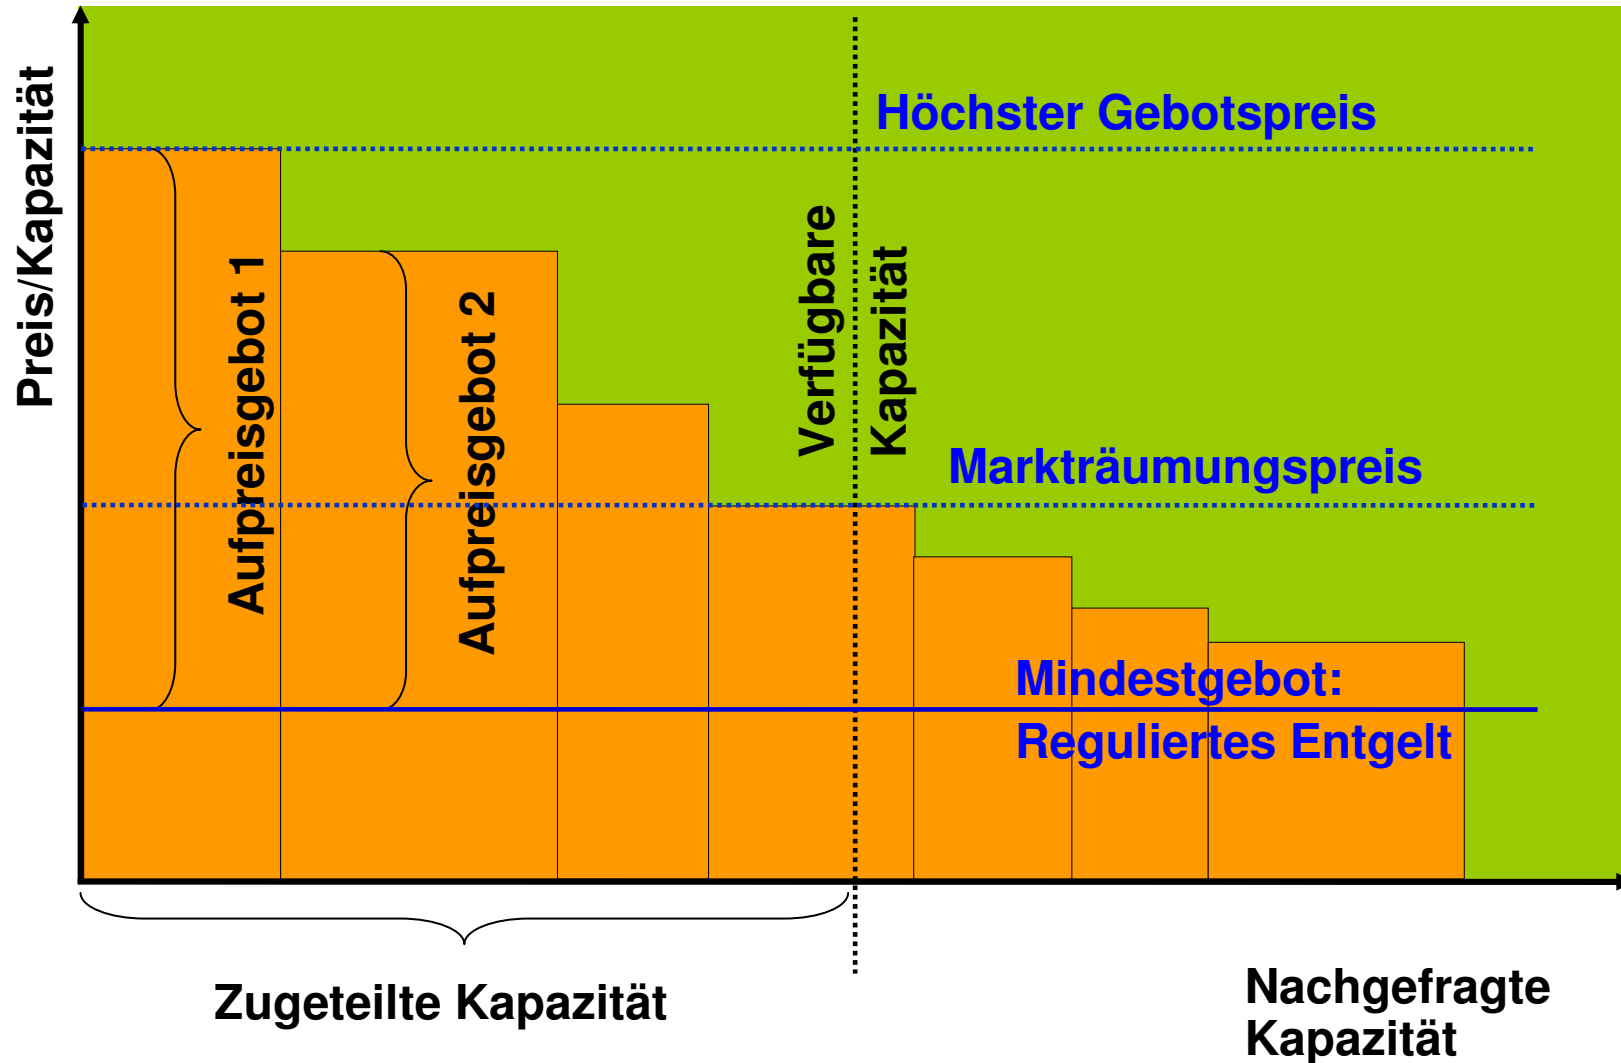 Preis/Kapazität
Höchster Gebotspreis
Aufpreisgebot 1
Aufpreisgebot 2
Verfügbare
Kapazität
Markträumungspreis
Mindestgebot:
Reguliertes Entgelt
Zugeteilte Kapazität
Nachgefragte
Kapazität